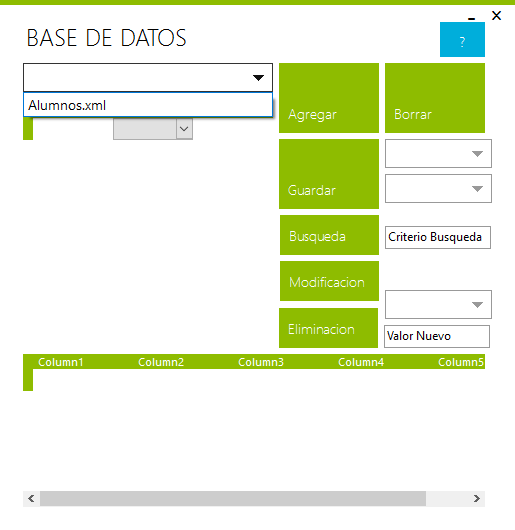 BASE DE DATOS
?
Alumnos.xml
Agregar
Borrar
Guardar
Busqueda
Criterio Busqueda
Modificacion
Eliminacion
Valor Nuevo
Column1 Column2 Column3 Column4 Column5